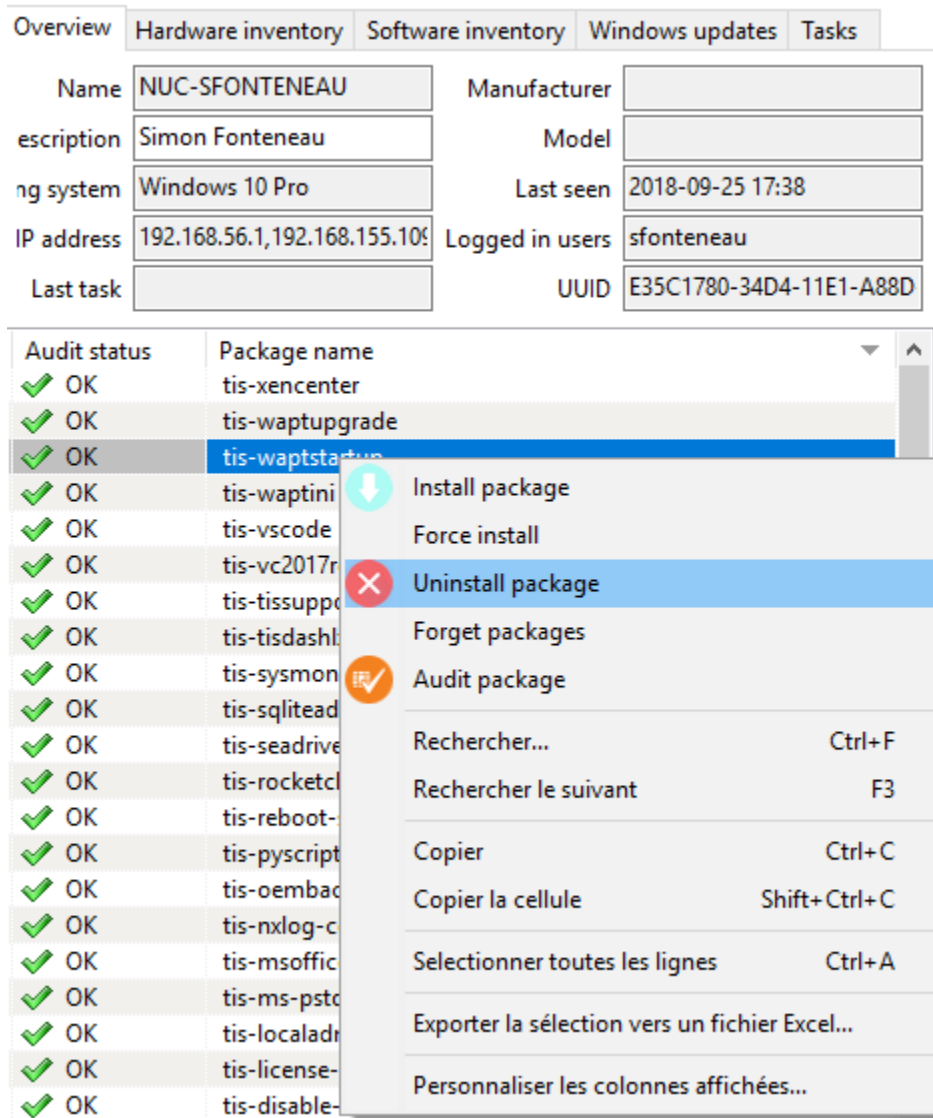 Overview Hardware inventory Software inventory Windows updates Tasks
Name NUC-SFONTENEAU Manufacturer
escription Simon Fonteneau Model
ng system Windows 10 Pro Last seen 2018-09-25 17:38
IP address 192.168.56.1,192.168.155.109 Logged in users sfonteneau
Last task UUID E35C1780-34D4-11E1-A88D
Audit status Package name
OK tis-xencenter
OK tis-waptupgrade
OK tis-waptstartup
OK tis-waptini
OK tis-vscode
OK tis-vc2017r
OK tis-tissuppo
OK tis-tisdashl
OK tis-sysmon
OK tis-sqlitead
OK tis-seadrive
OK tis-rocketcl
OK tis-reboot-
OK tis-pyscript
OK tis-oembac
OK tis-nxlog-c
OK tis-msoffic
OK tis-ms-pst
OK tis-localad
OK tis-license-
OK tis-disable-
Install package
Force install
Uninstall package
Forget packages
Audit package
Rechercher... Ctrl+F
Rechercher le suivant F3
Copier Ctrl+C
Copier la cellule Shift+Ctrl+C
Selectionner toutes les lignes Ctrl+A
Exporter la sélection vers un fichier Excel...
Personnaliser les colonnes affichées...